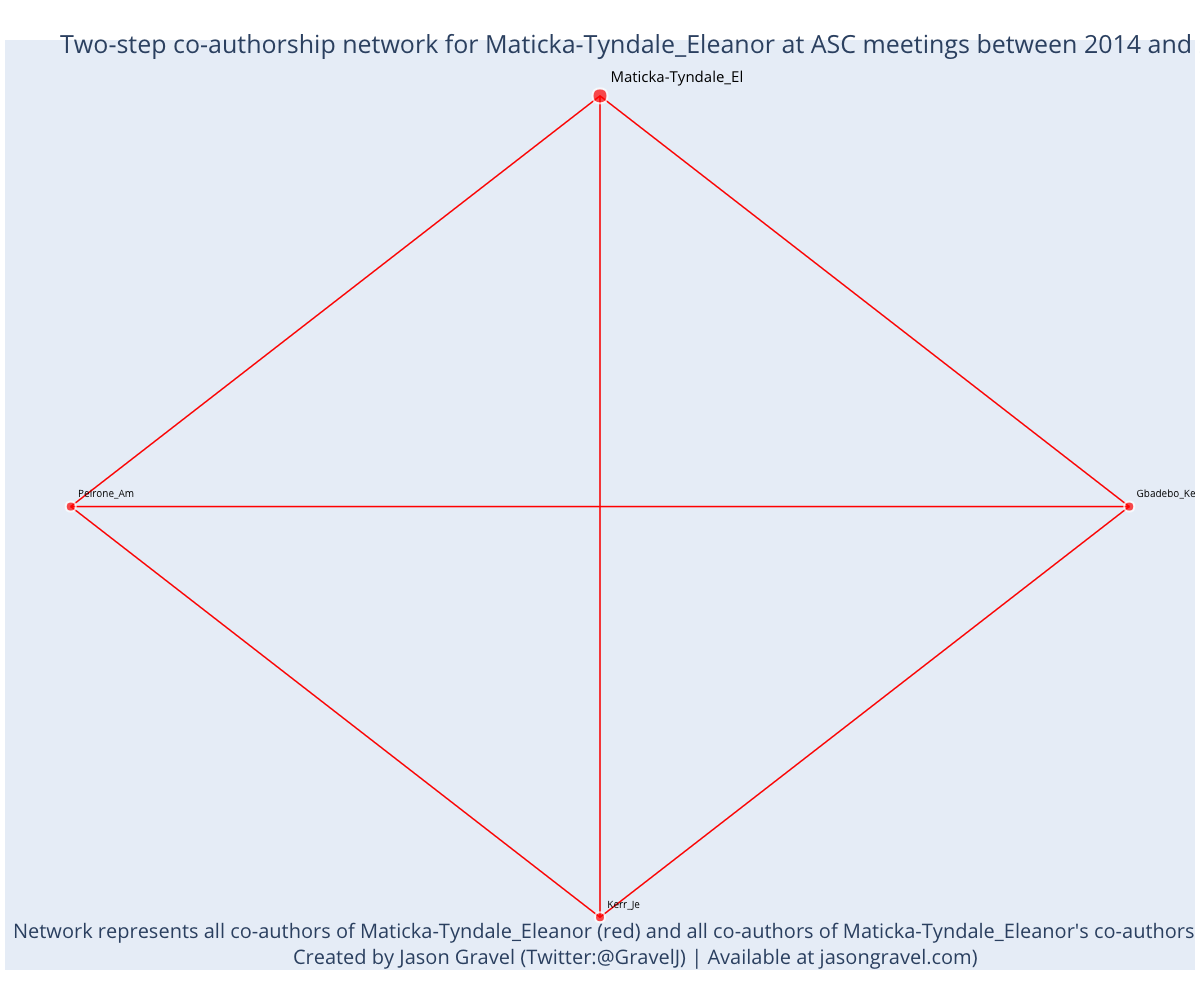 Two-step co-authorship network for Maticka-Tyndale_Eleanor at ASC meetings between 2014 and
Maticka-Tyndale_El
Peirone_Am
Gbadebo_Ke
Kerr_Je
Network represents all co-authors of Maticka-Tyndale_Eleanor (red) and all co-authors of Maticka-Tyndale_Eleanor's co-authors
Created by Jason Gravel (Twitter:@GravelJ) | Available at jasongravel.com)